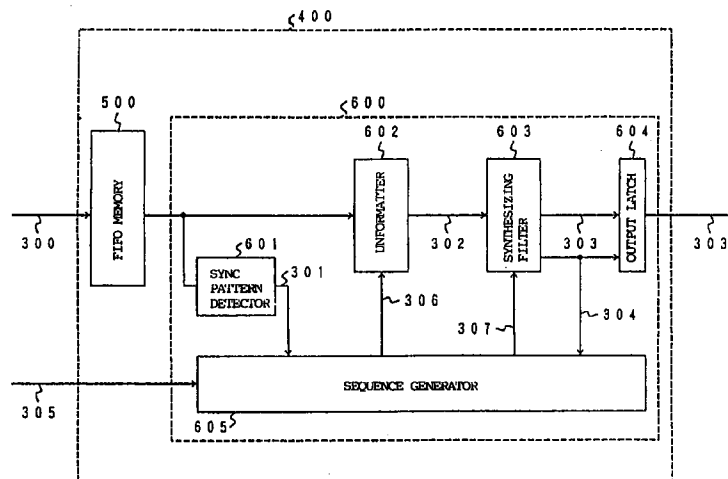 400
500
600
602
603
604
FIFO MEMORY
UNFORMATTER
SYNTHESIZING
FILTER
OUTPUT LATCH
300
302
303
303
601
SYNC
PATTERN
DETECTOR
301
306
307
304
305
SEQUENCE GENERATOR
605